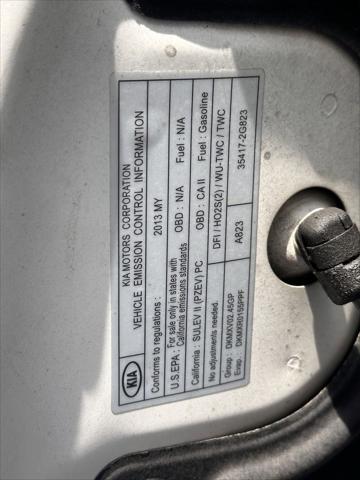 KIA MOTORS CORPORATION
VEHICLE EMISSION CONTROL INFORMATION
KIA
Conforms to regulations : 2013 MY
U.S.EPA : For sale only in states with California emissions standards OBD : N/A Fuel : N/A
California : SULEV II (PZEV) PC OBD : CA II Fuel : Gasoline
No adjustments needed. DFI / HO2S(2) / WU-TWC / TWC
Group : DKMXV02.4SGP
Evap : DKMXR0155PPF A823 35417-2G823